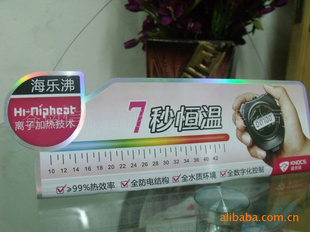 海乐沸
Hi-Nipheat
离子加热技术
7秒恒温
10 12 14 16 18 20 22 24 26 28 30 32 34 36 38 40 42
≥99%热效率 全防电结构 全水质环境 全数字化控制
KNDCS
alibaba.com.cn